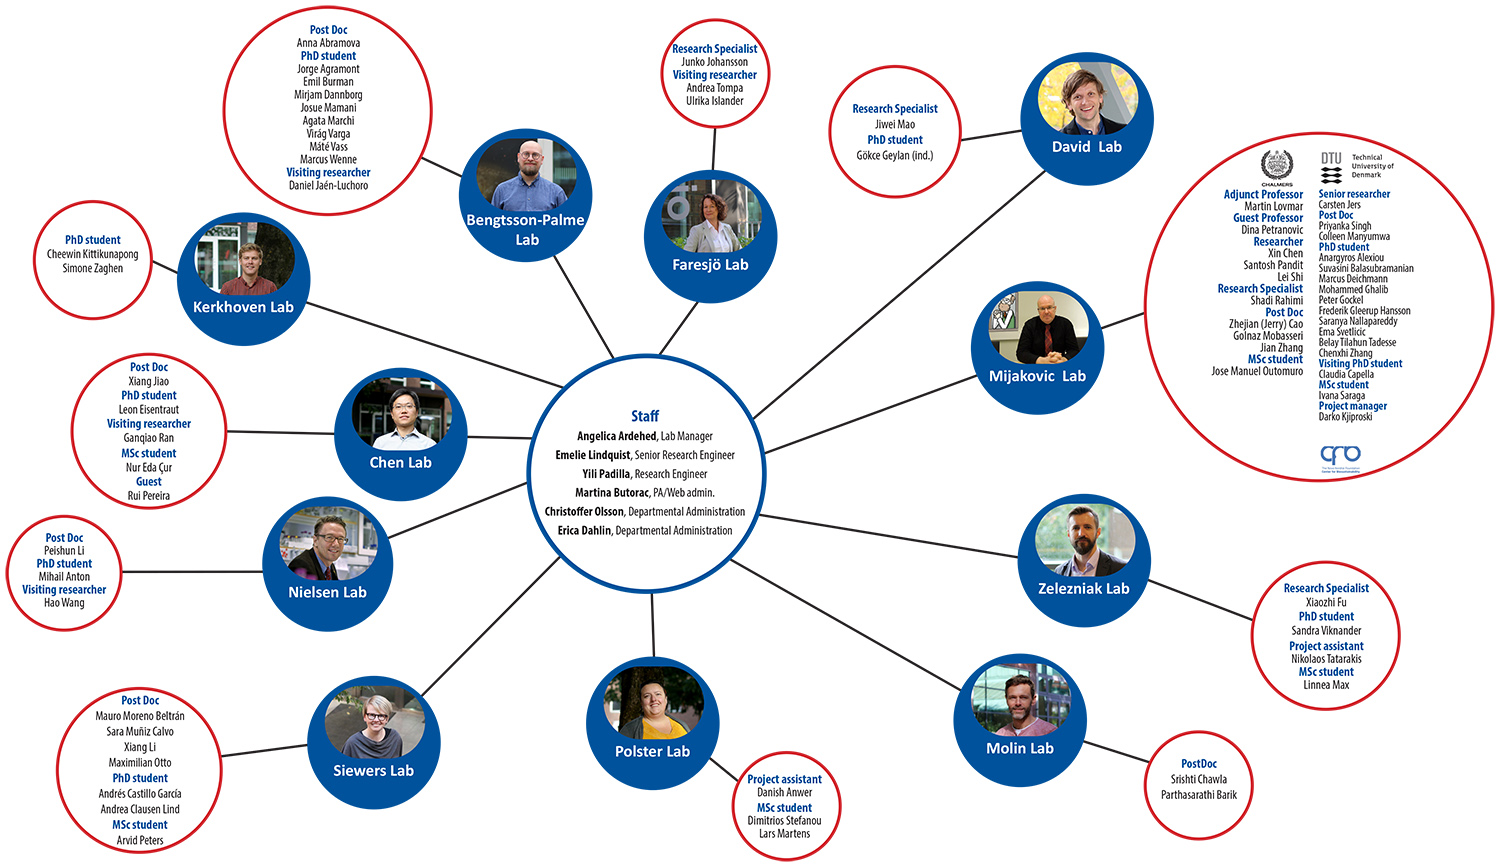 Post Doc
Anna Abramova
PhD student
Jorge Agramont
Emil Burman
Mirjam Dannborg
Josue Mamani
Agata Marchi
Virág Varga
Máté Vass
Marcus Wenne
Visiting researcher
Daniel Jaén-Luchoro
Bengtsson-Palme
Lab
Research Specialist
Junko Johansson
Visiting researcher
Andrea Tompa
Ulrika Islander
Faresjö Lab
Research Specialist
Jiwei Mao
PhD student
Gökce Geylan (ind.)
David Lab
CHALMERS
Adjunct Professor
Martin Lovmar
Guest Professor
Dina Petranovic
Researcher
Xin Chen
Santosh Pandit
Lei Shi
Research Specialist
Shadi Rahimi
Post Doc
Zhejian (Jerry) Cao
Golnaz Mobasseri
Jian Zhang
MSc student
Jose Manuel Outomuro
DTU
Technical
University of
Denmark
Senior researcher
Carsten Jers
Post Doc
Priyanka Singh
Colleen Manyumwa
PhD student
Anargyros Alexiou
Suvasini Balasubramanian
Marcus Deichmann
Mohammed Ghalib
Peter Gockel
Frederik Gleerup Hansson
Saranya Nallapareddy
Ema Svetlicic
Belay Tilahun Tadesse
Chenxhi Zhang
Visiting PhD student
Claudia Capella
MSc student
Ivana Saraga
Project manager
Darko Kjiproski
Mijakovic Lab
PhD student
Cheewin Kittikunapong
Simone Zaghen
Kerkhoven Lab
Post Doc
Xiang Jiao
PhD student
Leon Eisentraut
Visiting researcher
Ganqiao Ran
MSc student
Nur Eda Çur
Guest
Rui Pereira
Chen Lab
Staff
Angelica Ardehed, Lab Manager
Emelie Lindquist, Senior Research Engineer
Yili Padilla, Research Engineer
Martina Butorac, PA/Web admin.
Christoffer Olsson, Departmental Administration
Erica Dahlin, Departmental Administration
Post Doc
Peishun Li
PhD student
Mihail Anton
Visiting researcher
Hao Wang
Nielsen Lab
Zelezniak Lab
Research Specialist
Xiaozhi Fu
PhD student
Sandra Viknander
Project assistant
Nikolaos Tatarakis
MSc student
Linnea Max
Post Doc
Mauro Moreno Beltrán
Sara Muñiz Calvo
Xiang Li
Maximilian Otto
PhD student
Andrés Castillo García
Andrea Clausen Lind
MSc student
Arvid Peters
Siewers Lab
Polster Lab
Project assistant
Danish Anwer
MSc student
Dimitrios Stefanou
Lars Martens
Molin Lab
PostDoc
Srishti Chawla
Parthasarathi Barik